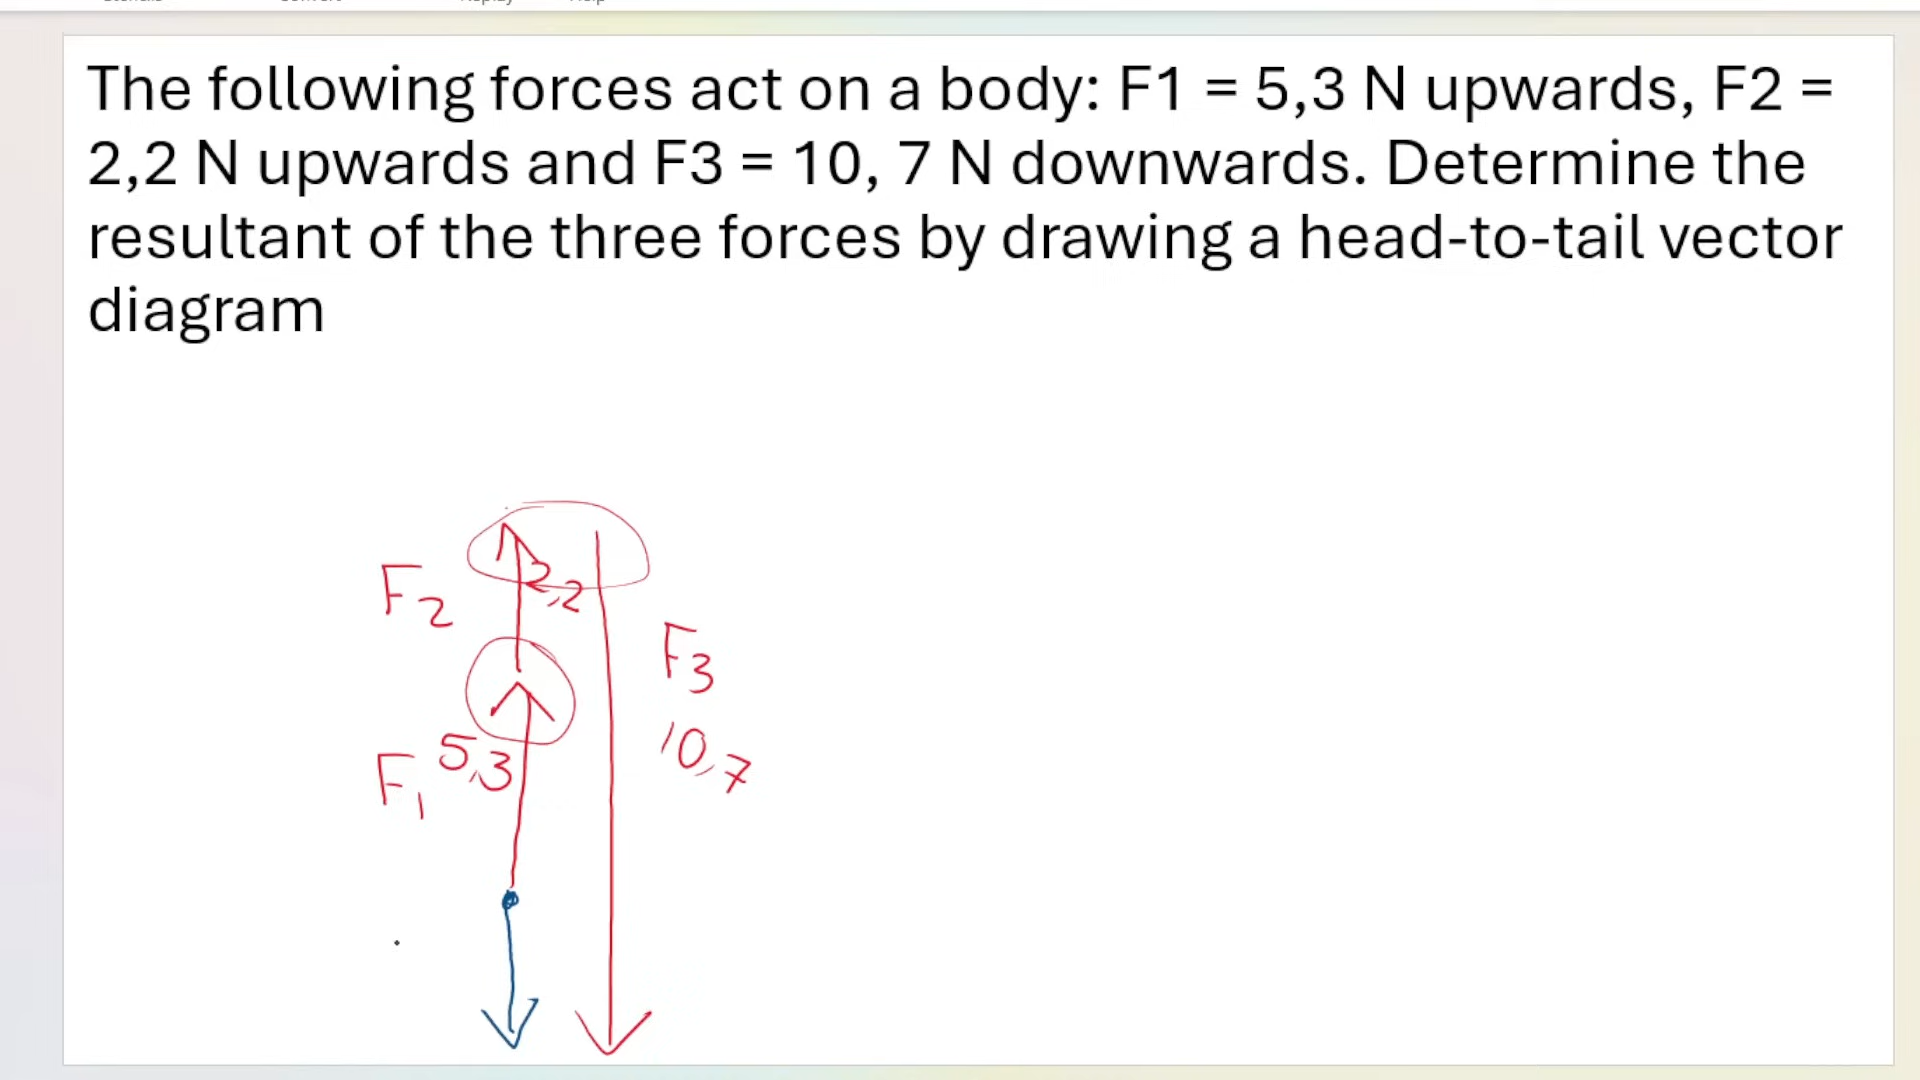 The following forces act on a body: F1 = 5,3 N upwards, F2 =
2,2 N upwards and F3 = 10, 7 N downwards. Determine the
resultant of the three forces by drawing a head-to-tail vector
diagram
F2
2,2
F3
10,7
F1
5,3